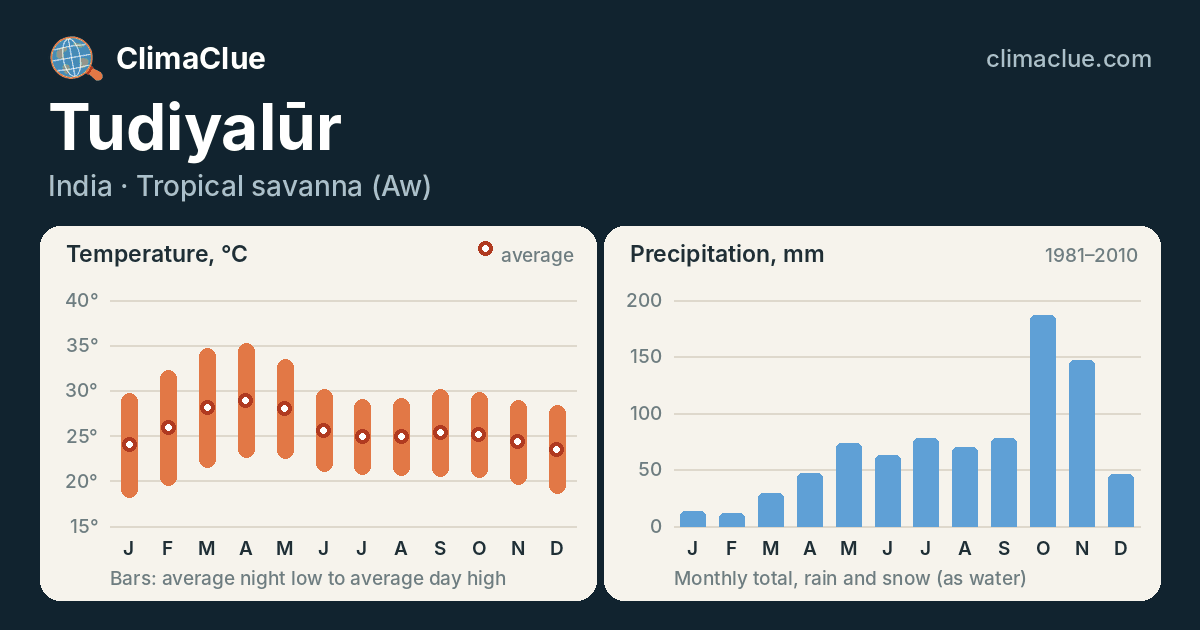 ClimaClue
climaclue.com
Tudiyalūr
India · Tropical savanna (Aw)
Temperature, °C
average
40°
35°
30°
25°
20°
15°
J F M A M J J A S O N D
Bars: average night low to average day high
Precipitation, mm
1981–2010
200
150
100
50
0
J F M A M J J A S O N D
Monthly total, rain and snow (as water)